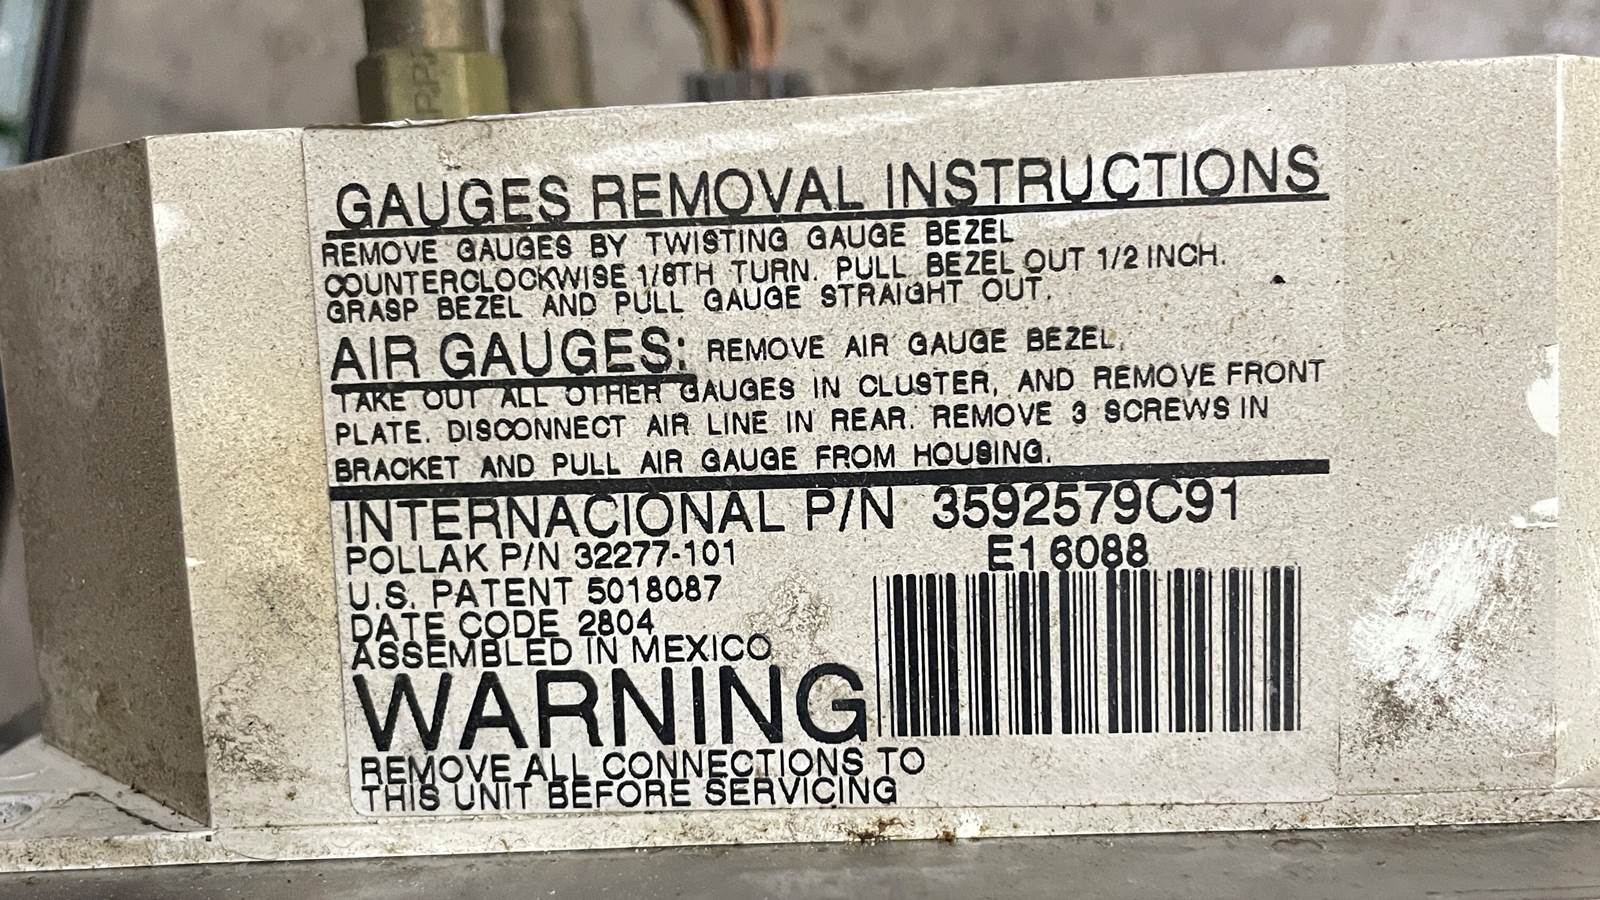 GAUGES REMOVAL INSTRUCTIONS
REMOVE GAUGES BY TWISTING GAUGE BEZEL
COUNTERCLOCKWISE 1/8TH TURN. PULL BEZEL OUT 1/2 INCH.
GRASP BEZEL AND PULL GAUGE STRAIGHT OUT.
AIR GAUGES: REMOVE AIR GAUGE BEZEL,
TAKE OUT ALL OTHER GAUGES IN CLUSTER, AND REMOVE FRONT
PLATE. DISCONNECT AIR LINE IN REAR. REMOVE 3 SCREWS IN
BRACKET AND PULL AIR GAUGE FROM HOUSING.
INTERNACIONAL P/N 3592579C91
POLLAK P/N 32277-101
E16088
U.S. PATENT 5018087
DATE CODE 2804
ASSEMBLED IN MEXICO
WARNING
REMOVE ALL CONNECTIONS TO
THIS UNIT BEFORE SERVICING